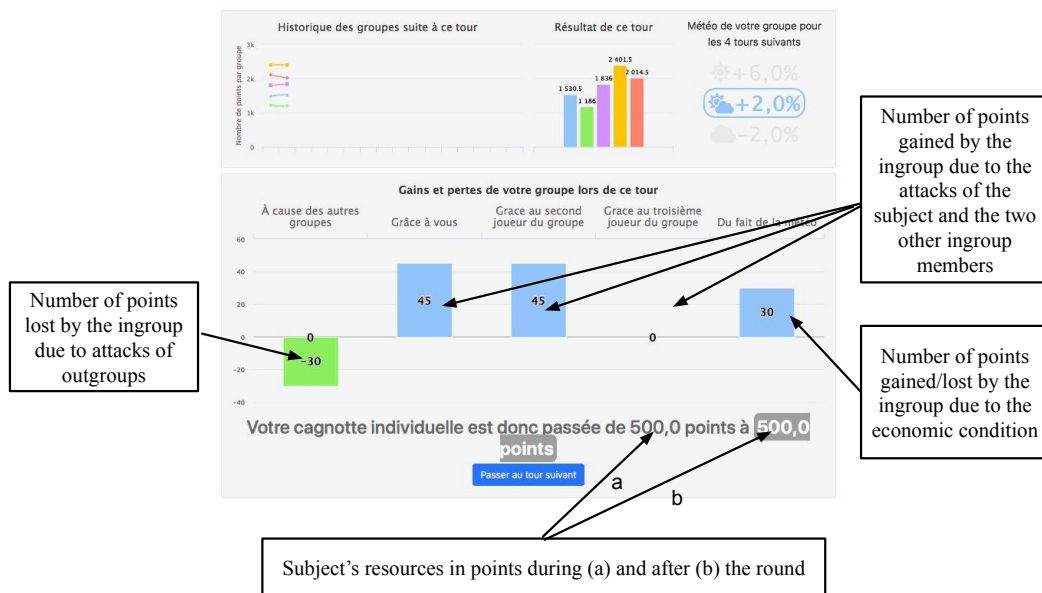 Historique des groupes suite à ce tour
Résultat de ce tour
Météo de votre groupe pour
les 4 tours suivants
Nombre de points par groupe
3k
2k
1k
0
1 530.5
1 186
1 836
2 401.5
2 014.5
+6,0%
+2,0%
-2,0%
Gains et pertes de votre groupe lors de ce tour
À cause des autres
groupes
Grâce à vous
Grace au second
joueur du groupe
Grace au troisième
joueur du groupe
Du fait de la météo
60
40
20
0
-20
-40
0
-30
45
45
0
30
Votre cagnotte individuelle est donc passée de 500,0 points à 500,0
points
Passer au tour suivant
a
b
Number of points
lost by the ingroup
due to attacks of
outgroups
Number of points
gained by the
ingroup due to the
attacks of the
subject and the two
other ingroup
members
Number of points
gained/lost by the
ingroup due to the
economic condition
Subject's resources in points during (a) and after (b) the round